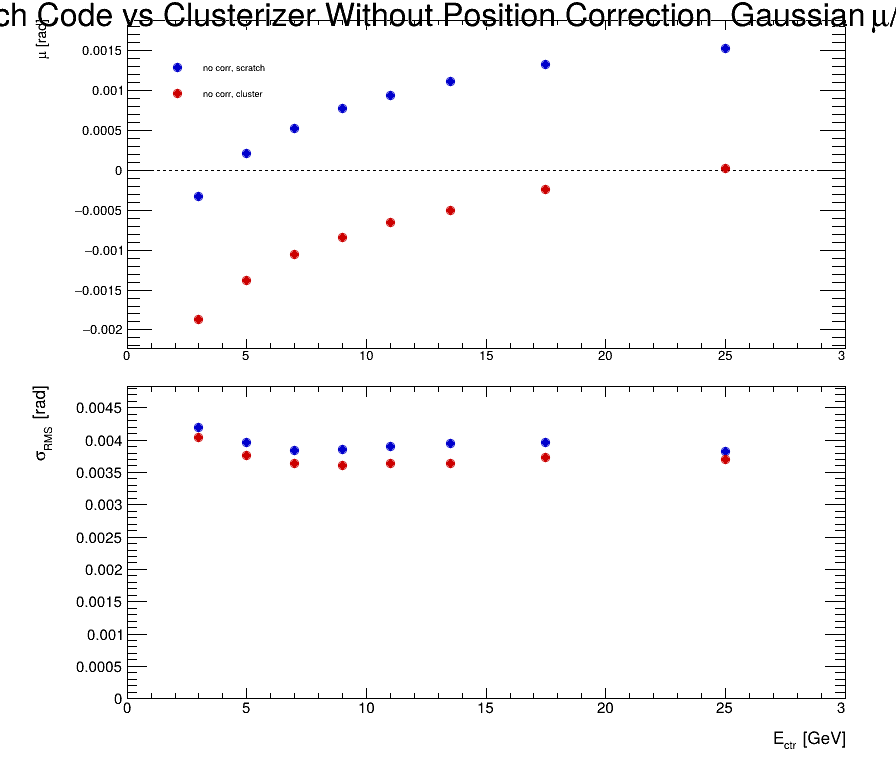 ch Code vs Clusterizer Without Position Correction Gaussian μ/
μ [rad]
0.0015
0.001
0.0005
0
−0.0005
−0.001
−0.0015
−0.002
no corr, scratch
no corr, cluster
0 5 10 15 20 25 3
σRMS [rad]
0.0045
0.004
0.0035
0.003
0.0025
0.002
0.0015
0.001
0.0005
0
0 5 10 15 20 25 3
Ectr [GeV]